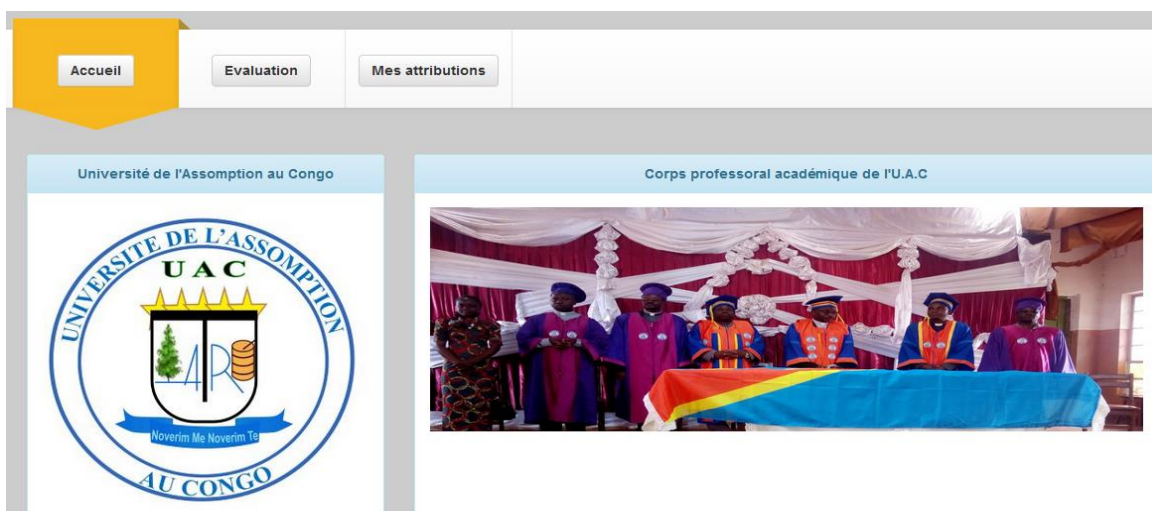 Accueil
Evaluation
Mes attributions
Université de l'Assomption au Congo
Corps professoral académique de l'U.A.C
UNIVERSITE DE L'ASSOMPTION
UAC
Noverim Me Noverim Te
AU CONGO